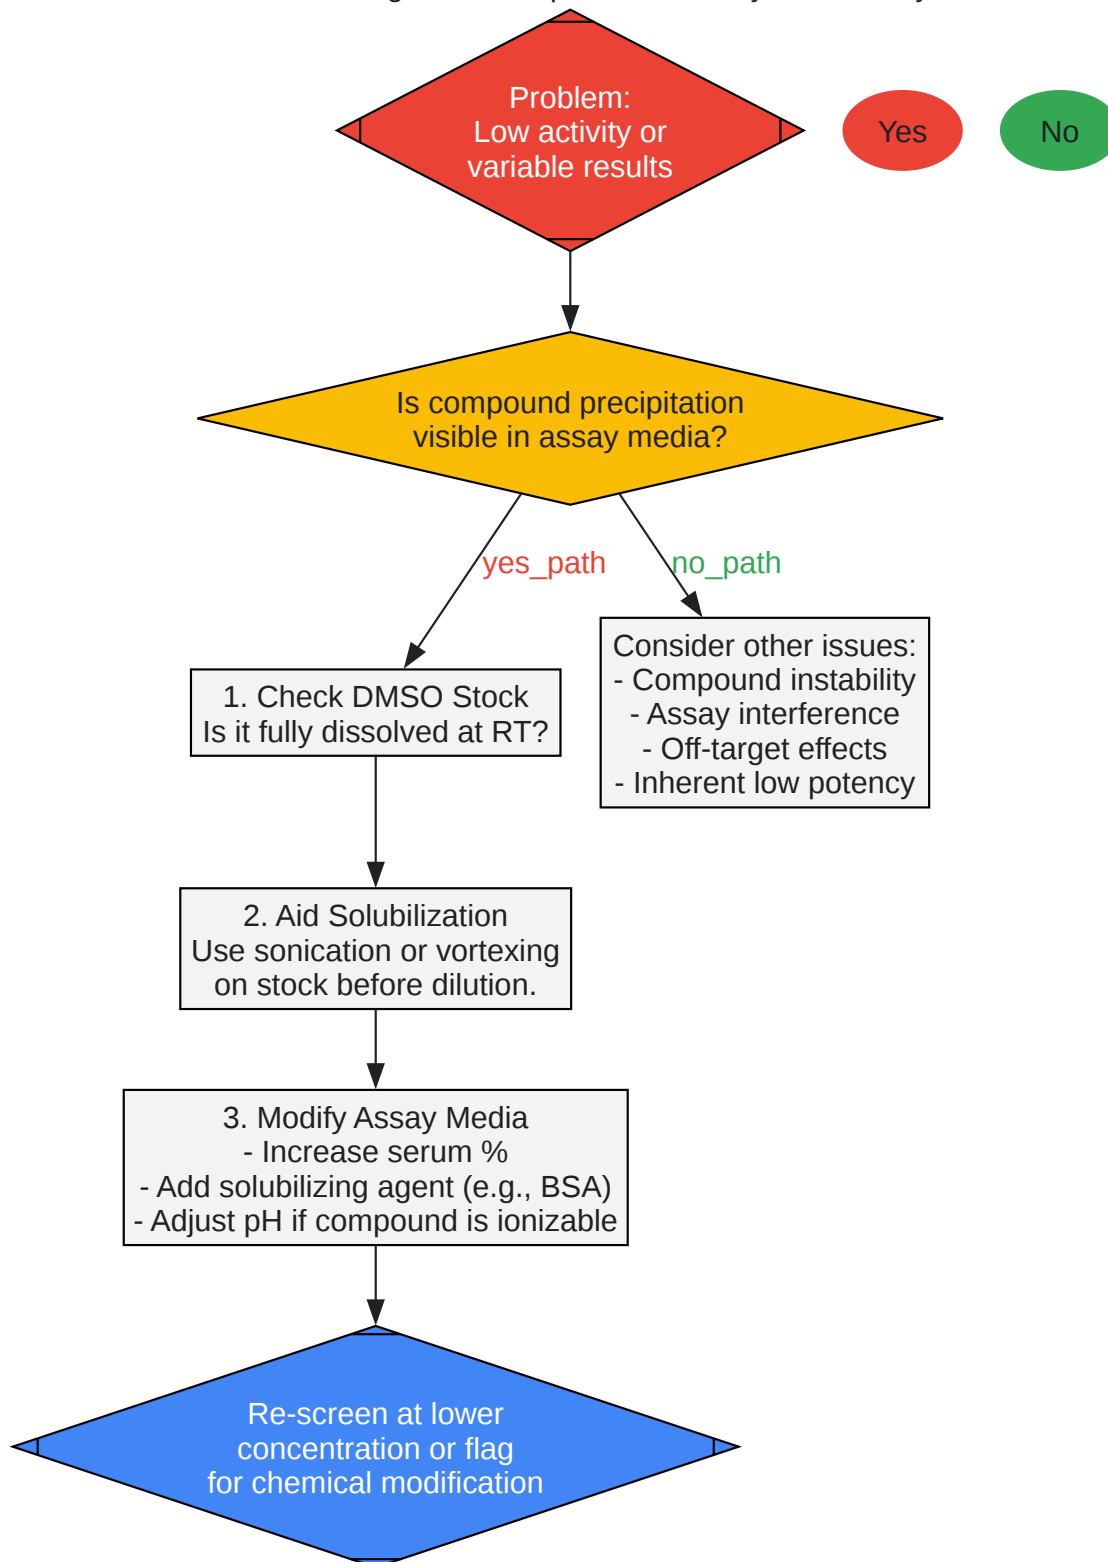 Problem:
Low activity or
variable results
Yes
No
Is compound precipitation
visible in assay media?
yes_path
no_path
Consider other issues:
- Compound instability
- Assay interference
- Off-target effects
- Inherent low potency
1. Check DMSO Stock
Is it fully dissolved at RT?
2. Aid Solubilization
Use sonication or vortexing
on stock before dilution.
3. Modify Assay Media
- Increase serum %
- Add solubilizing agent (e.g., BSA)
- Adjust pH if compound is ionizable
Re-screen at lower
concentration or flag
for chemical modification